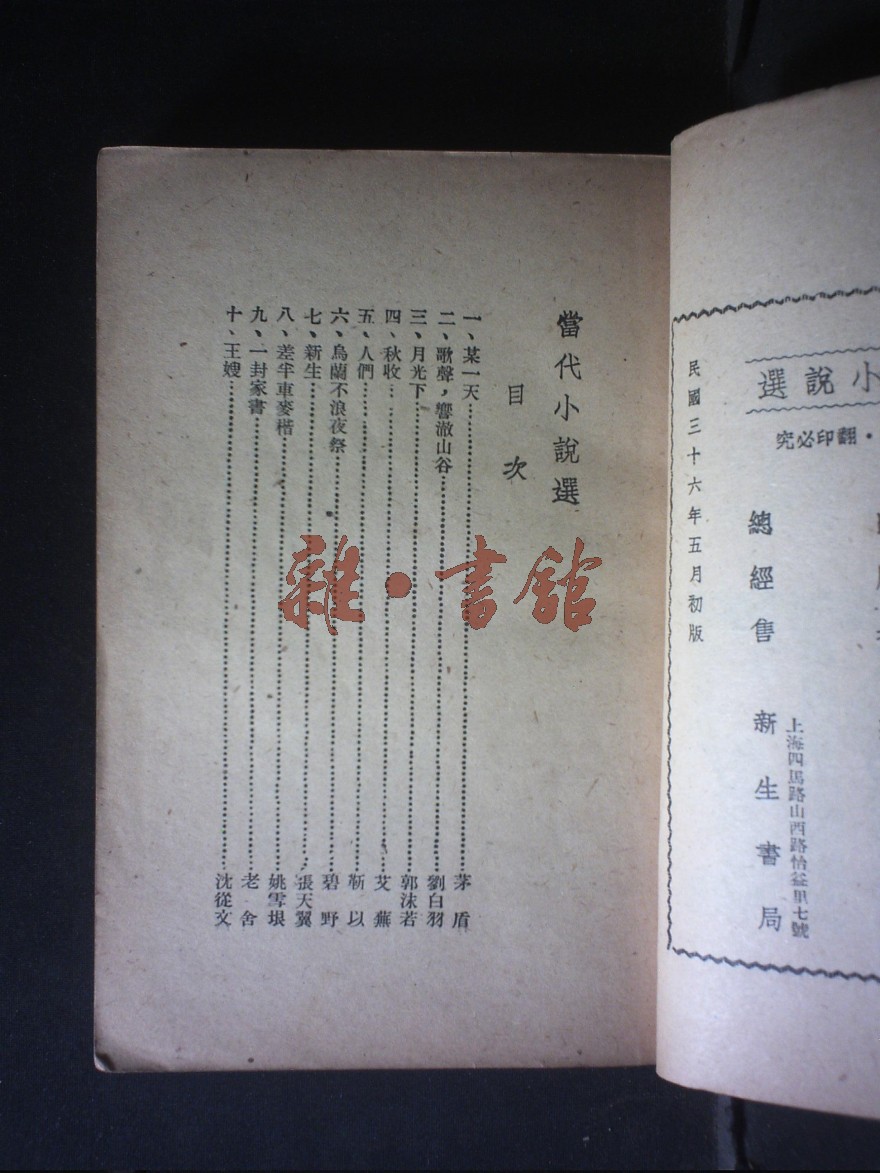 當代小說選
目次
一、某一天……茅盾
二、歌聲，響澈山谷……劉白羽
三、月光下……郭沫若
四、秋收……艾蕪
五、人們……靳以
六、烏蘭不浪夜祭……碧野
七、新生……張天翼
八、差半車麥楷……姚雪垠
九、一封家書……老舍
十、王嫂……沈從文
雜·書館
小說選
·翻印必究
總經售 新生書局
上海四馬路山西路怡益里七號
民國三十六年五月初版